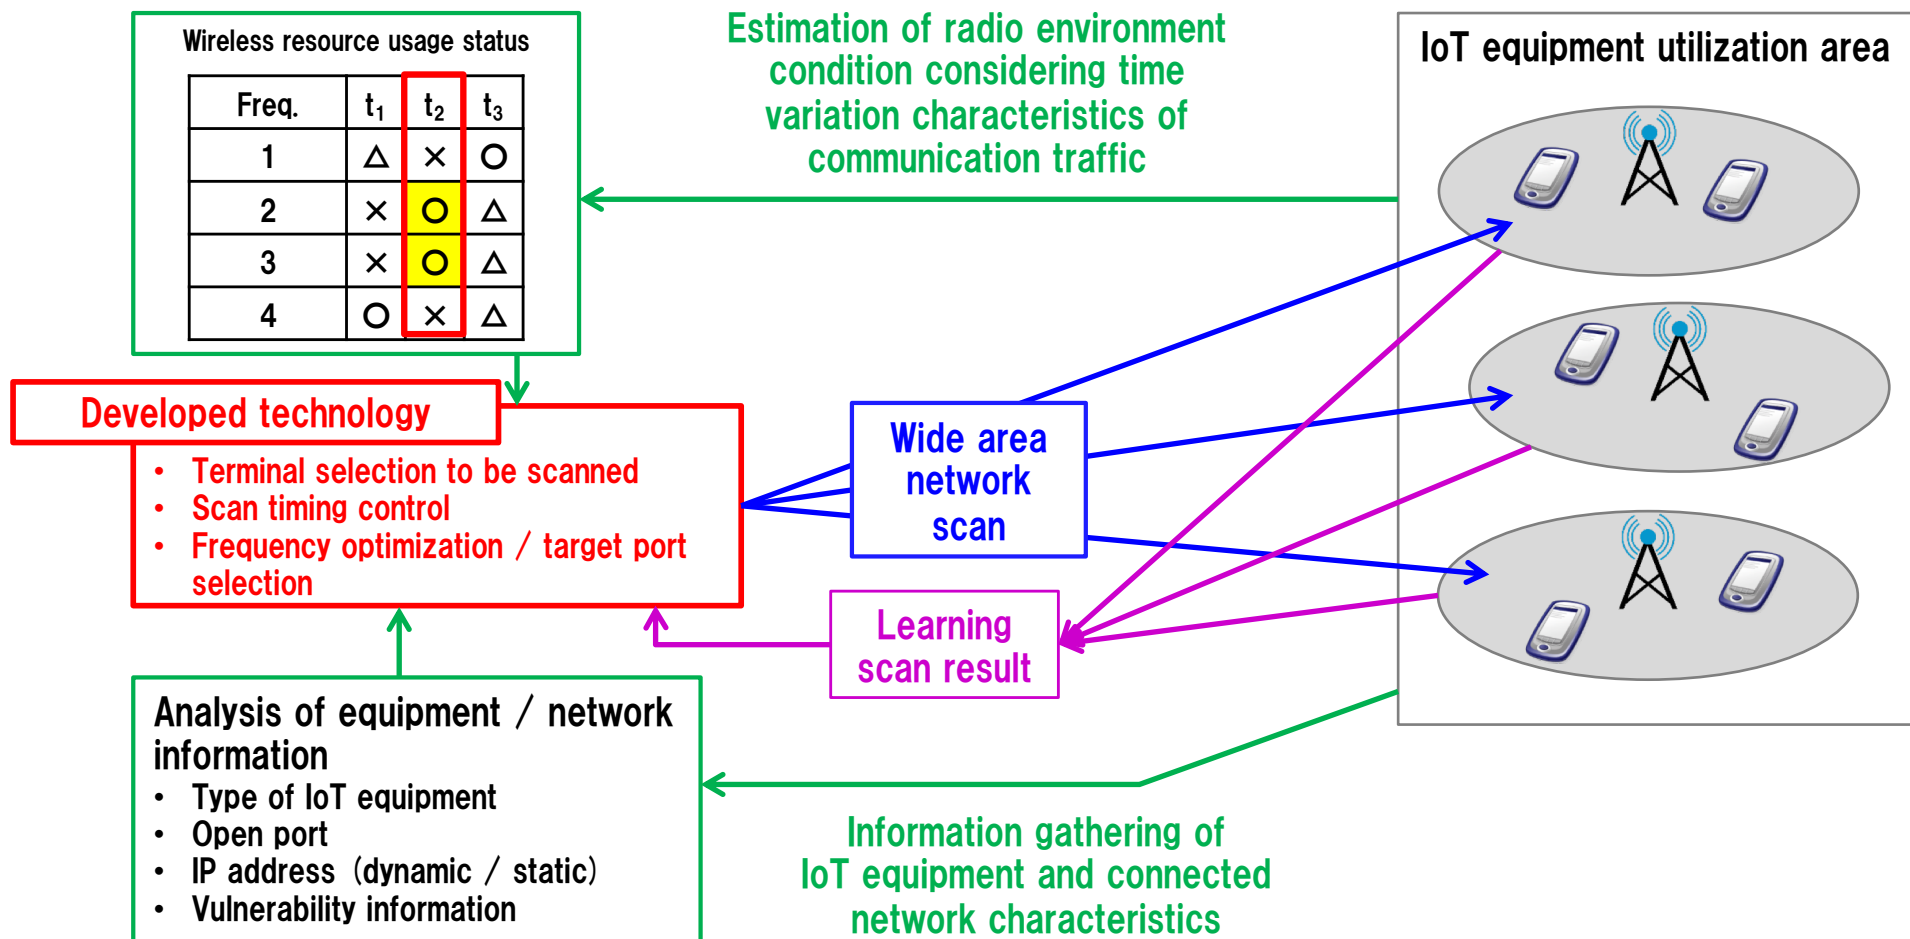 Wireless resource usage status
Freq. t1 t2 t3
1 △ × ○
2 × ○ △
3 × ○ △
4 ○ × △
Estimation of radio environment
condition considering time
variation characteristics of
communication traffic
IoT equipment utilization area
Developed technology
• Terminal selection to be scanned
• Scan timing control
• Frequency optimization / target port
selection
Wide area
network
scan
Learning
scan result
Analysis of equipment / network
information
• Type of IoT equipment
• Open port
• IP address (dynamic / static)
• Vulnerability information
Information gathering of
IoT equipment and connected
network characteristics